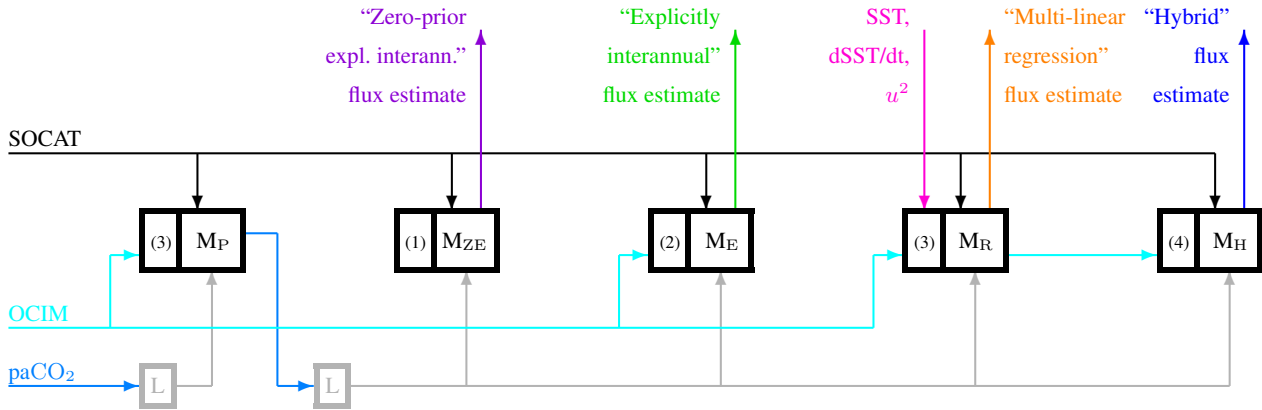 “Zero-prior
expl. interann.”
flux estimate
“Explicitly
interannual”
flux estimate
SST,
dSST/dt,
u²
“Multi-linear
regression”
flux estimate
“Hybrid”
flux
estimate
SOCAT
(3) M_P
(1) M_ZE
(2) M_E
(3) M_R
(4) M_H
OCIM
paCO₂
L
L